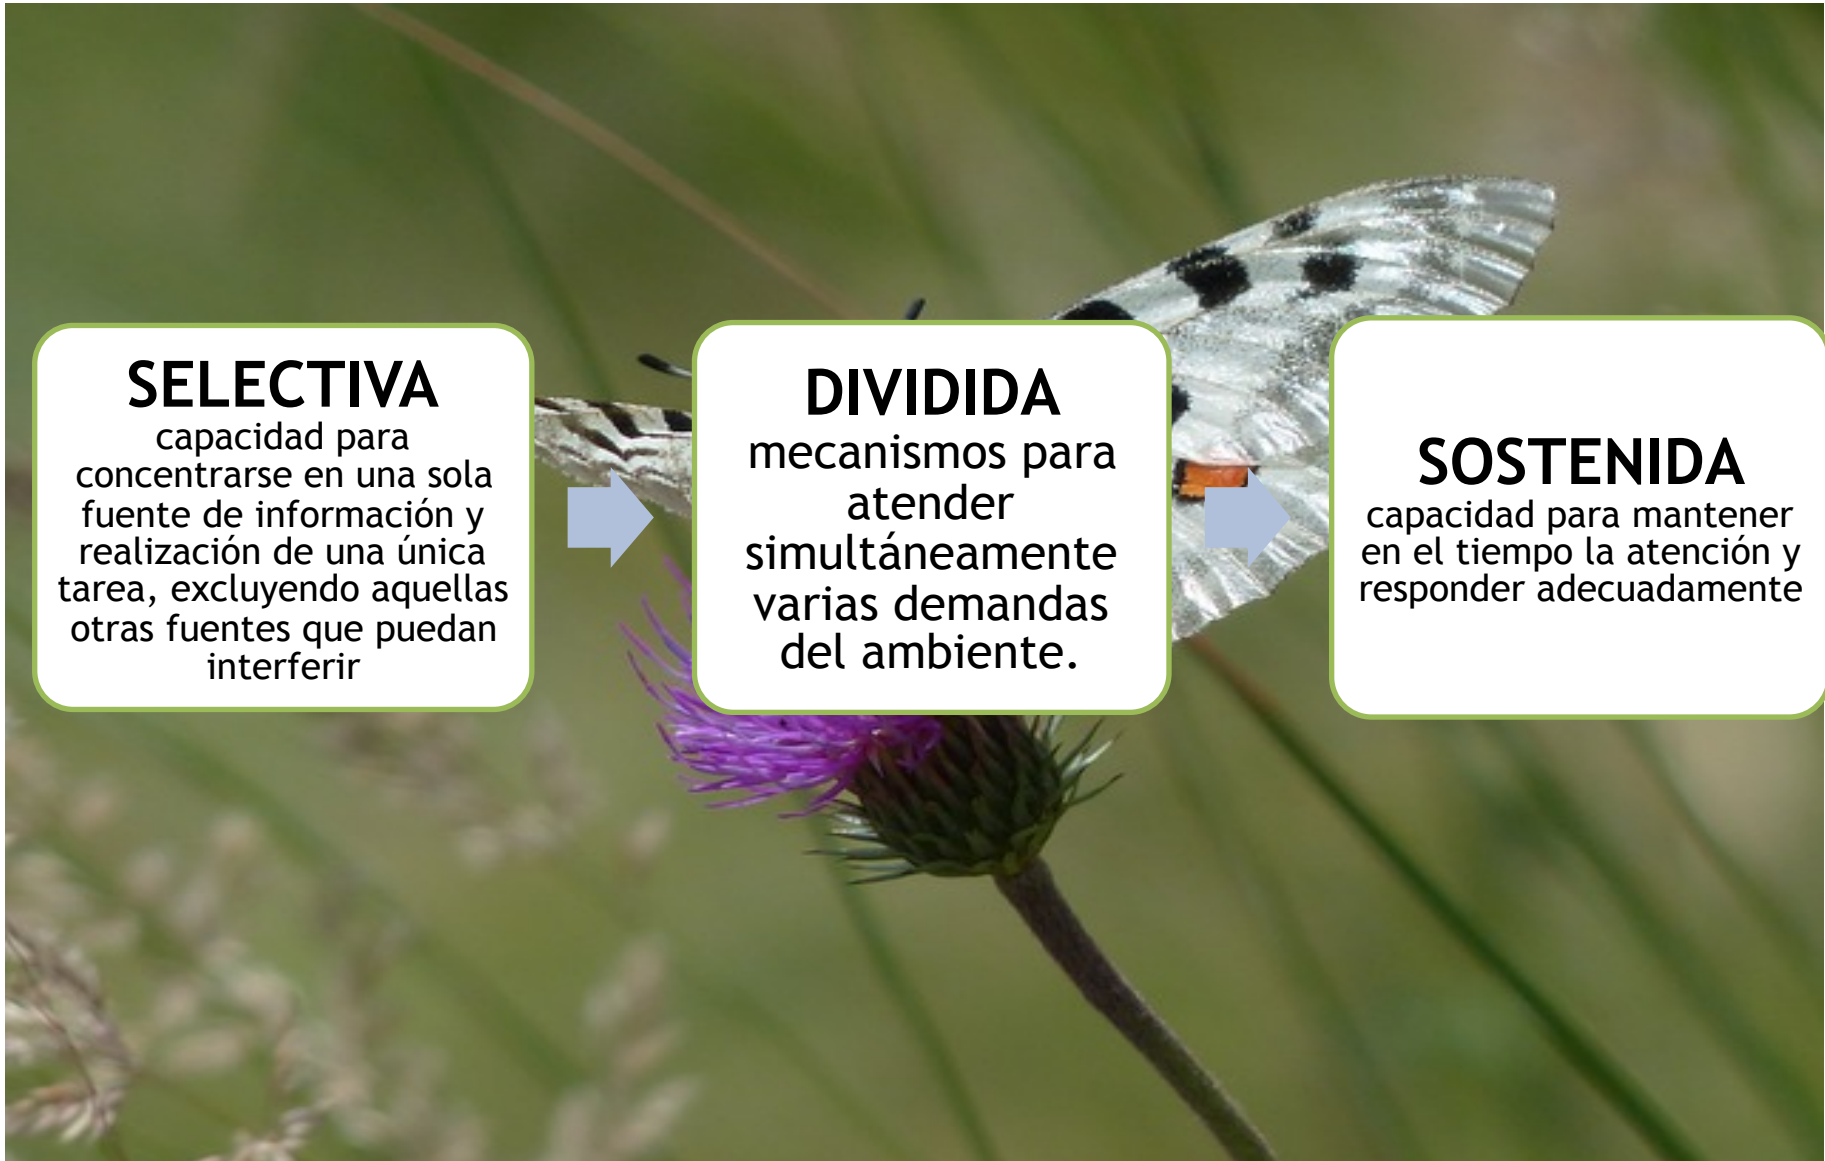 SELECTIVA
capacidad para
concentrarse en una sola
fuente de información y
realización de una única
tarea, excluyendo aquellas
otras fuentes que puedan
interferir
DIVIDIDA
mecanismos para
atender
simultáneamente
varias demandas
del ambiente.
SOSTENIDA
capacidad para mantener
en el tiempo la atención y
responder adecuadamente